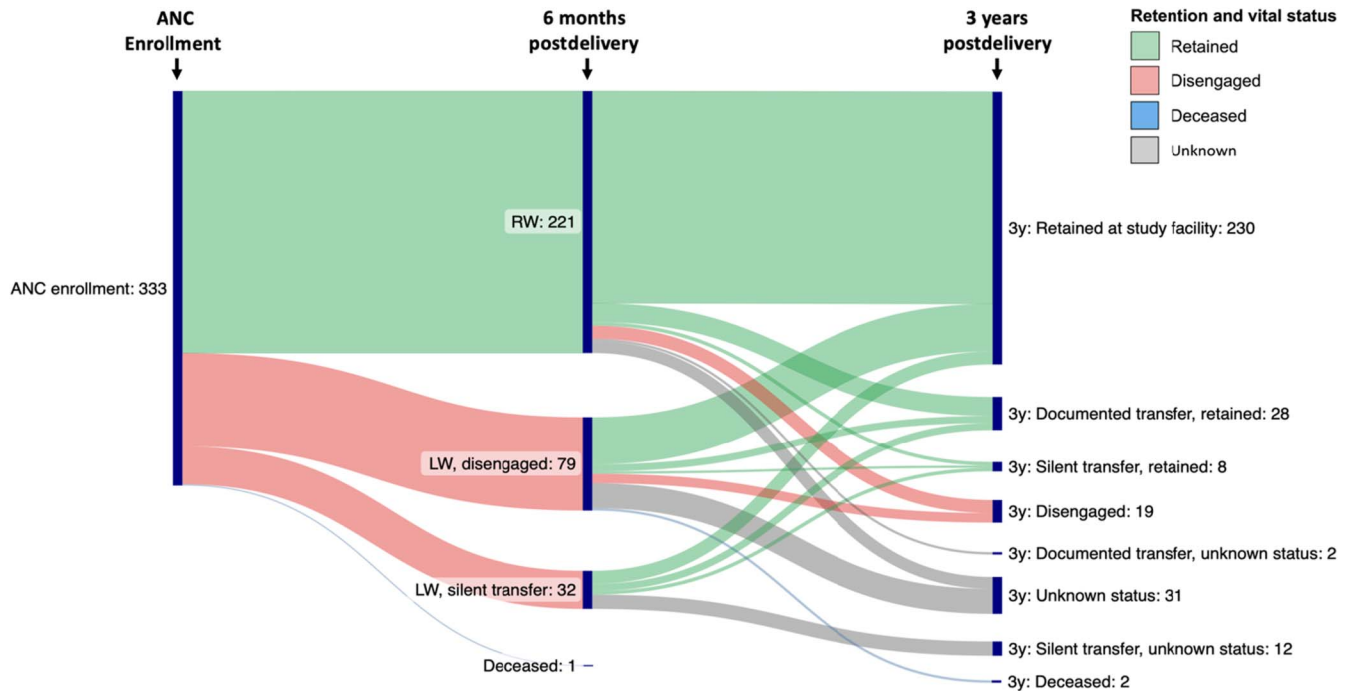 ANC
Enrollment
6 months
postdelivery
3 years
postdelivery
Retention and vital status
Retained
Disengaged
Deceased
Unknown
ANC enrollment: 333
RW: 221
LW, disengaged: 79
LW, silent transfer: 32
Deceased: 1
3y: Retained at study facility: 230
3y: Documented transfer, retained: 28
3y: Silent transfer, retained: 8
3y: Disengaged: 19
3y: Documented transfer, unknown status: 2
3y: Unknown status: 31
3y: Silent transfer, unknown status: 12
3y: Deceased: 2